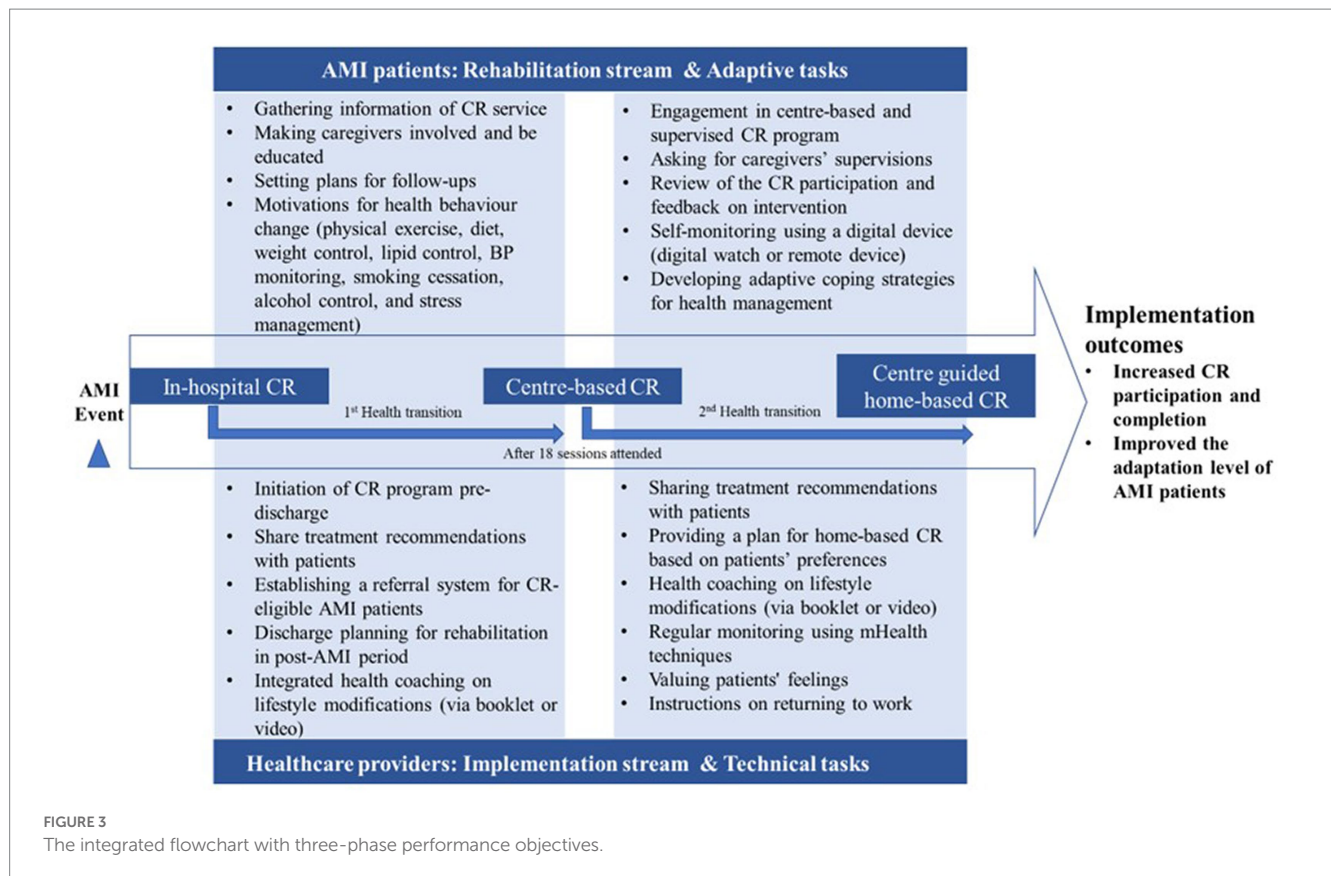 AMI patients: Rehabilitation stream & Adaptive tasks
• Gathering information of CR service
• Making caregivers involved and be
educated
• Setting plans for follow-ups
• Motivations for health behaviour
change (physical exercise, diet,
weight control, lipid control, BP
monitoring, smoking cessation,
alcohol control, and stress
management)
• Engagement in centre-based and
supervised CR program
• Asking for caregivers' supervisions
• Review of the CR participation and
feedback on intervention
• Self-monitoring using a digital device
(digital watch or remote device)
• Developing adaptive coping strategies
for health management
AMI
Event
In-hospital CR
1st Health transition
Centre-based CR
After 18 sessions attended
2nd Health transition
Centre guided
home-based CR
Implementation
outcomes
• Increased CR
participation and
completion
• Improved the
adaptation level of
AMI patients
• Initiation of CR program pre-
discharge
• Share treatment recommendations
with patients
• Establishing a referral system for CR-
eligible AMI patients
• Discharge planning for rehabilitation
in post-AMI period
• Integrated health coaching on
lifestyle modifications (via booklet or
video)
• Sharing treatment recommendations
with patients
• Providing a plan for home-based CR
based on patients' preferences
• Health coaching on lifestyle
modifications (via booklet or video)
• Regular monitoring using mHealth
techniques
• Valuing patients' feelings
• Instructions on returning to work
Healthcare providers: Implementation stream & Technical tasks
FIGURE 3
The integrated flowchart with three-phase performance objectives.